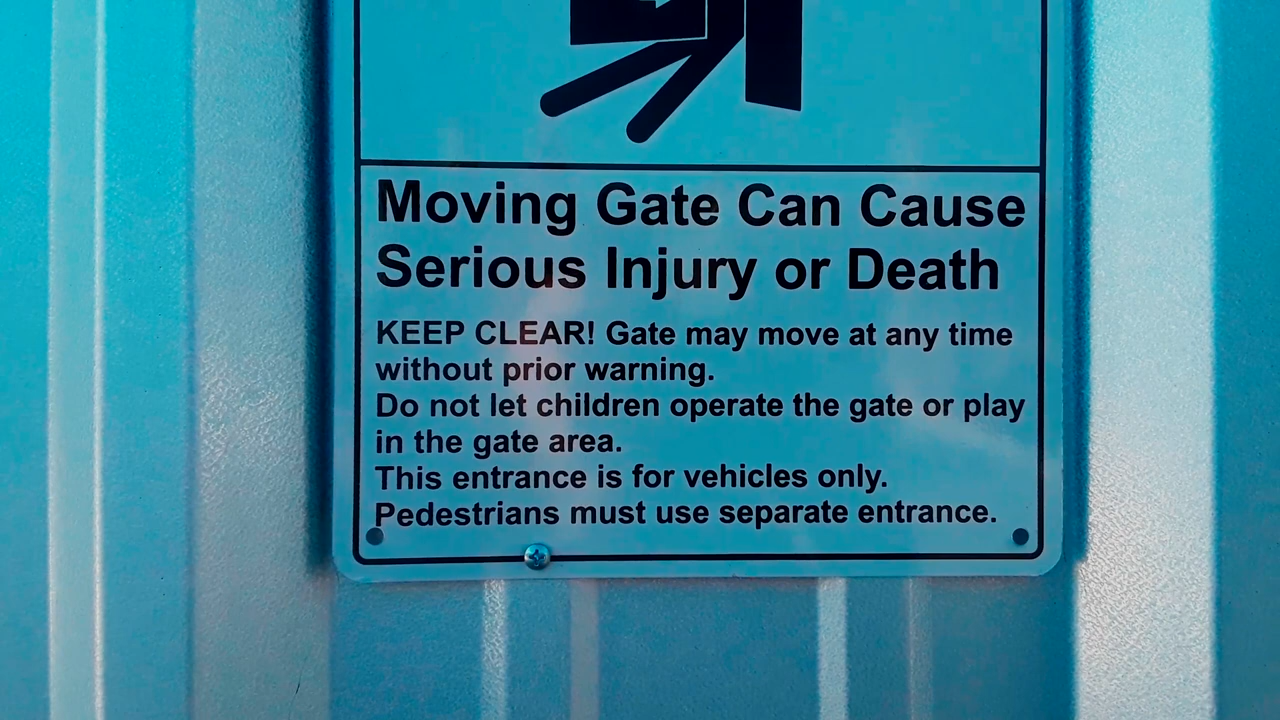 Moving Gate Can Cause
Serious Injury or Death
KEEP CLEAR! Gate may move at any time
without prior warning.
Do not let children operate the gate or play
in the gate area.
This entrance is for vehicles only.
Pedestrians must use separate entrance.